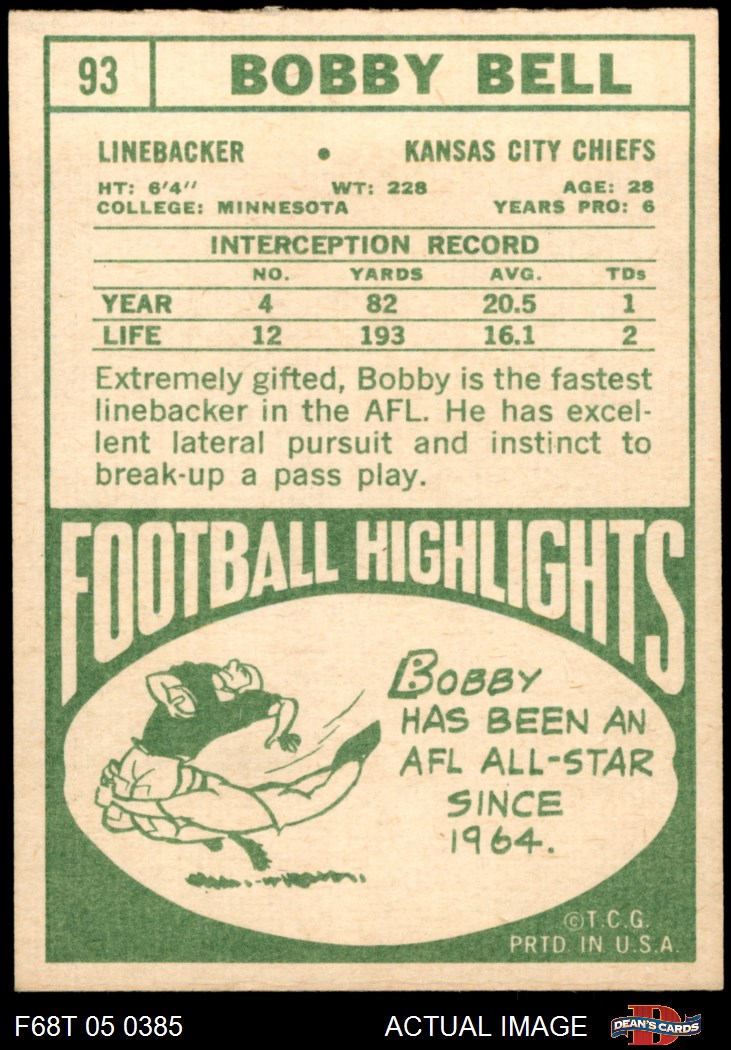 93 BOBBY BELL
LINEBACKER • KANSAS CITY CHIEFS
HT: 6'4" WT: 228 AGE: 28
COLLEGE: MINNESOTA YEARS PRO: 6
INTERCEPTION RECORD
NO. YARDS AVG. TDs
YEAR 4 82 20.5 1
LIFE 12 193 16.1 2
Extremely gifted, Bobby is the fastest
linebacker in the AFL. He has excel-
lent lateral pursuit and instinct to
break-up a pass play.
FOOTBALL HIGHLIGHTS
BOBBY
HAS BEEN AN
AFL ALL-STAR
SINCE
1964.
©T.C.G.
PRTD. IN U.S.A.
F68T 05 0385 ACTUAL IMAGE DEAN'S CARDS